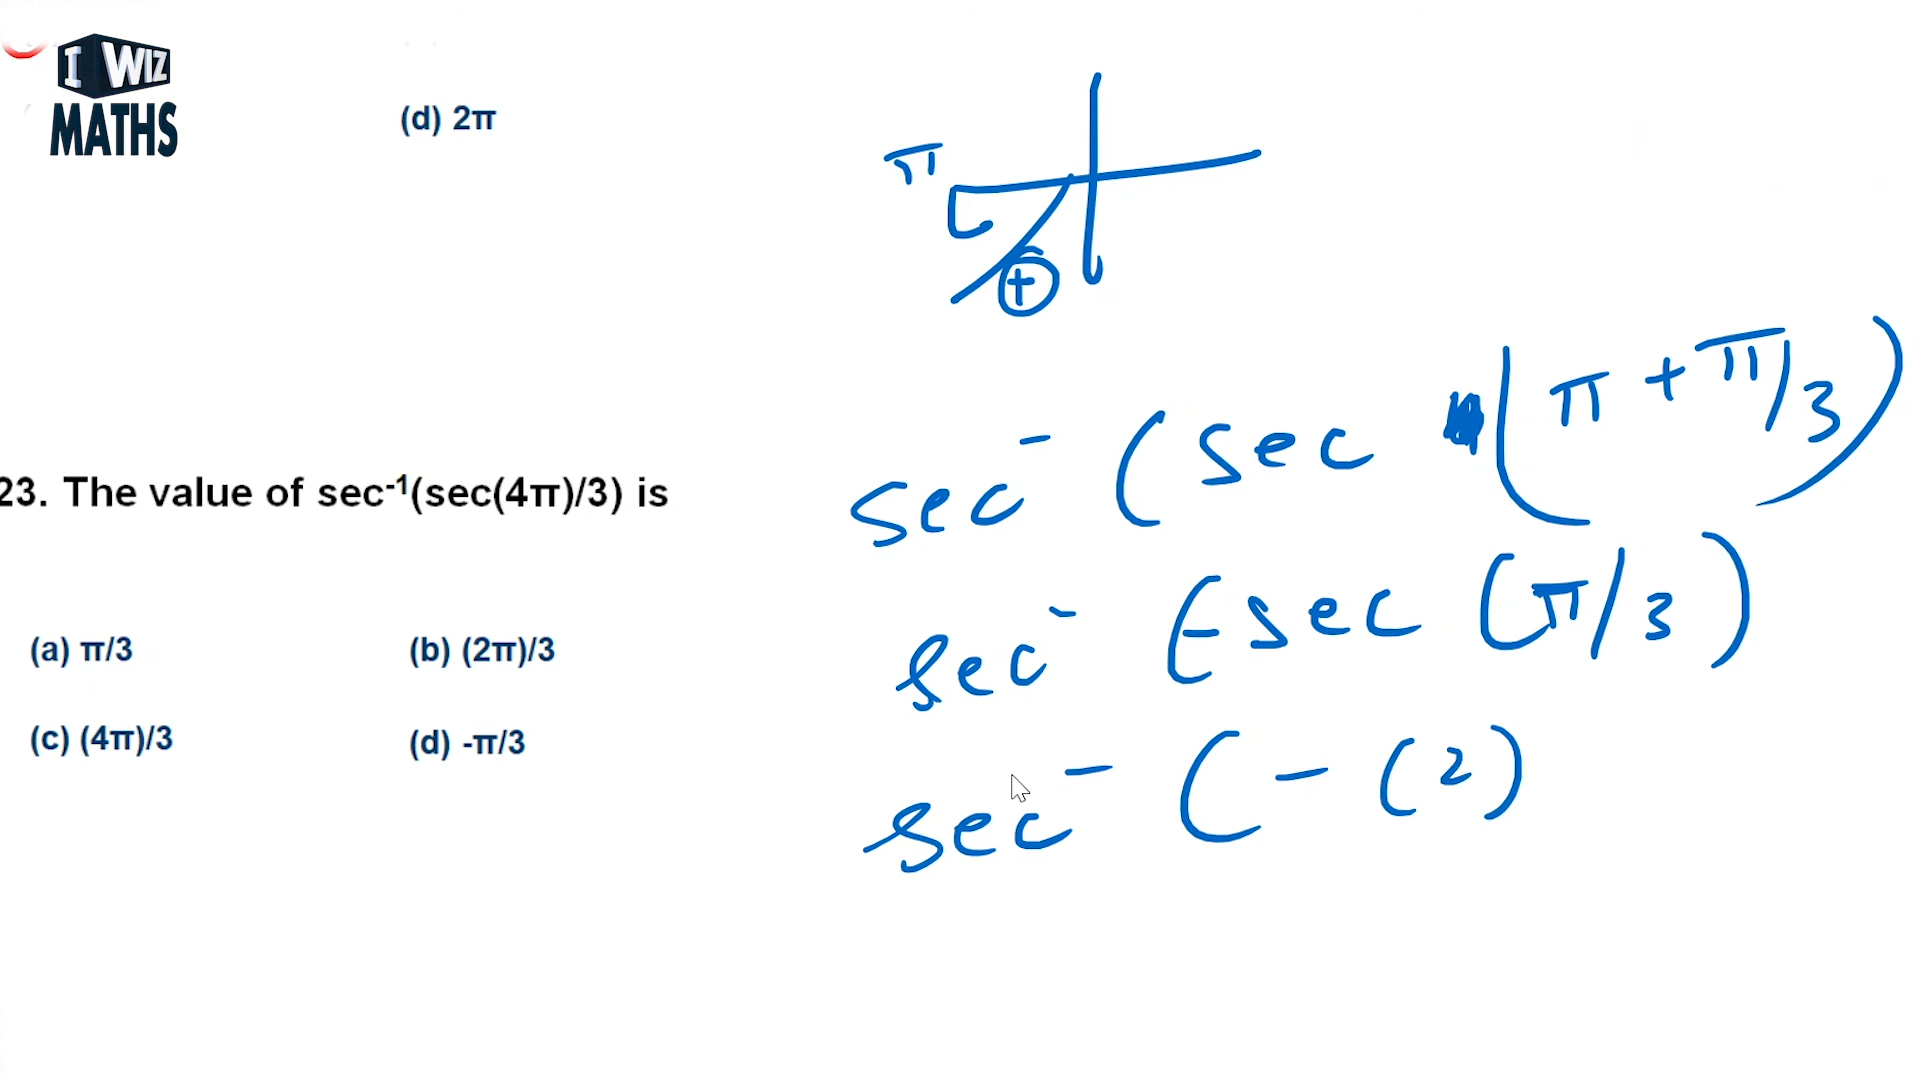 I WIZ
MATHS
(d) 2π
π
+
sec⁻ (sec (π + π/3)
23. The value of sec⁻¹(sec(4π)/3) is
sec⁻ (-sec (π/3)
(a) π/3 (b) (2π)/3
(c) (4π)/3 (d) -π/3
sec⁻ (- (2)